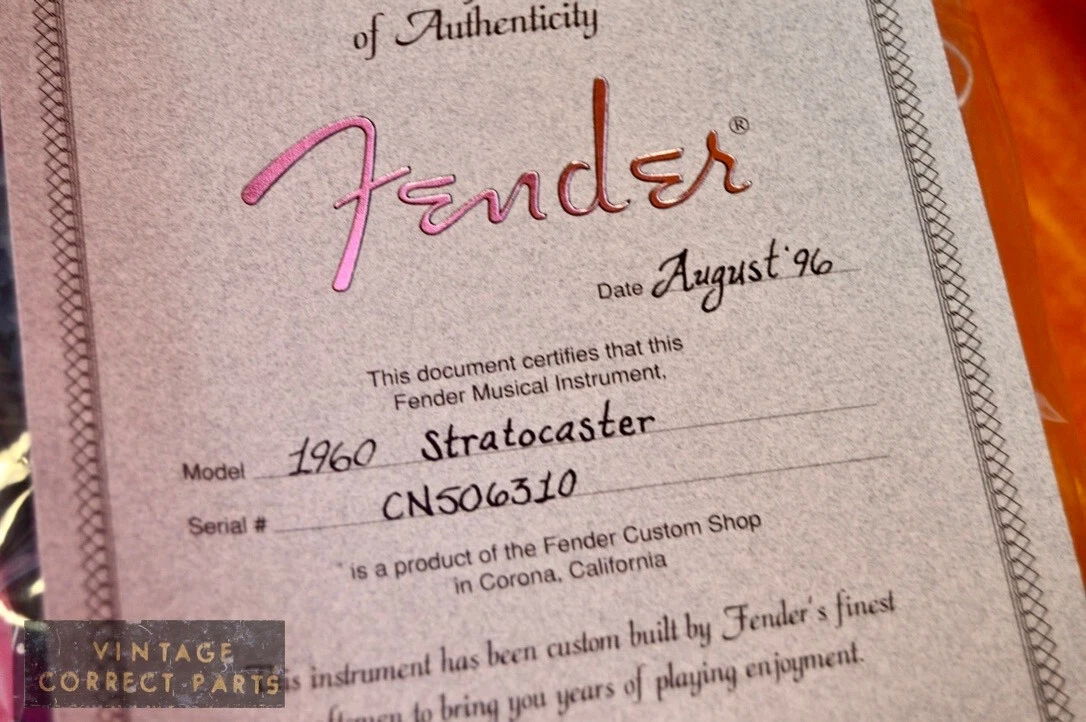 of Authenticity
Fender®
Date August '96
This document certifies that this
Fender Musical Instrument,
Model 1960 Stratocaster
Serial # CN506310
is a product of the Fender Custom Shop
in Corona, California
instrument has been custom built by Fender's finest
to bring you years of playing enjoyment.
VINTAGE
CORRECT PARTS